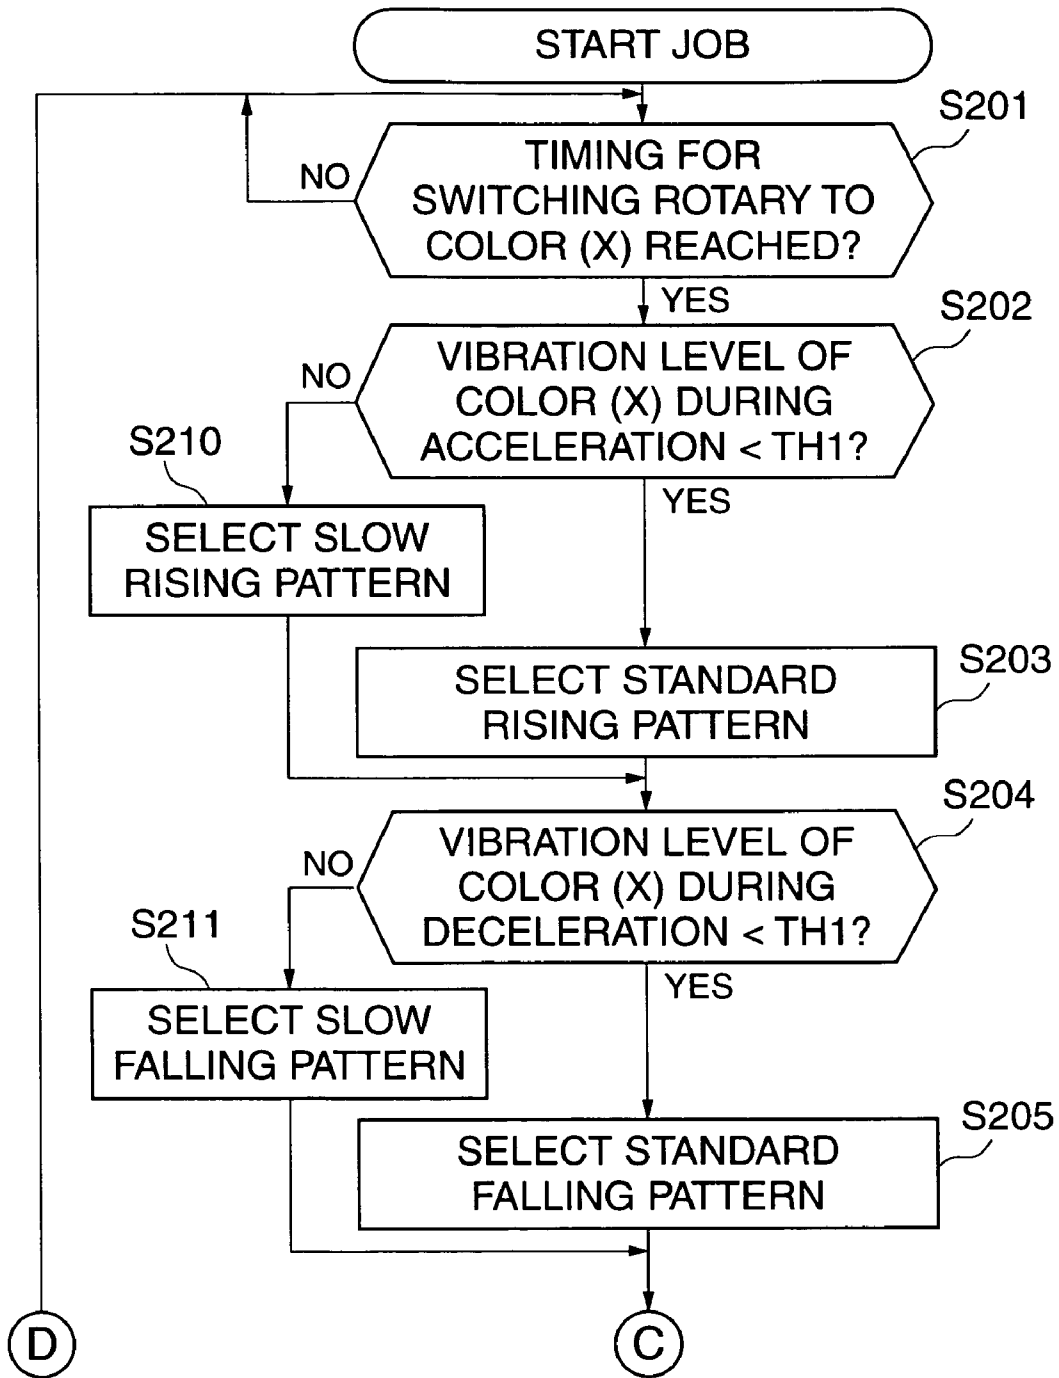 START JOB
S201
TIMING FOR
NO
SWITCHING ROTARY TO
COLOR (X) REACHED?
YES
S202
VIBRATION LEVEL OF
NO
COLOR (X) DURING
ACCELERATION < TH1?
S210
YES
SELECT SLOW
RISING PATTERN
S203
SELECT STANDARD
RISING PATTERN
S204
VIBRATION LEVEL OF
NO
COLOR (X) DURING
DECELERATION < TH1?
S211
YES
SELECT SLOW
FALLING PATTERN
S205
SELECT STANDARD
FALLING PATTERN
D
C